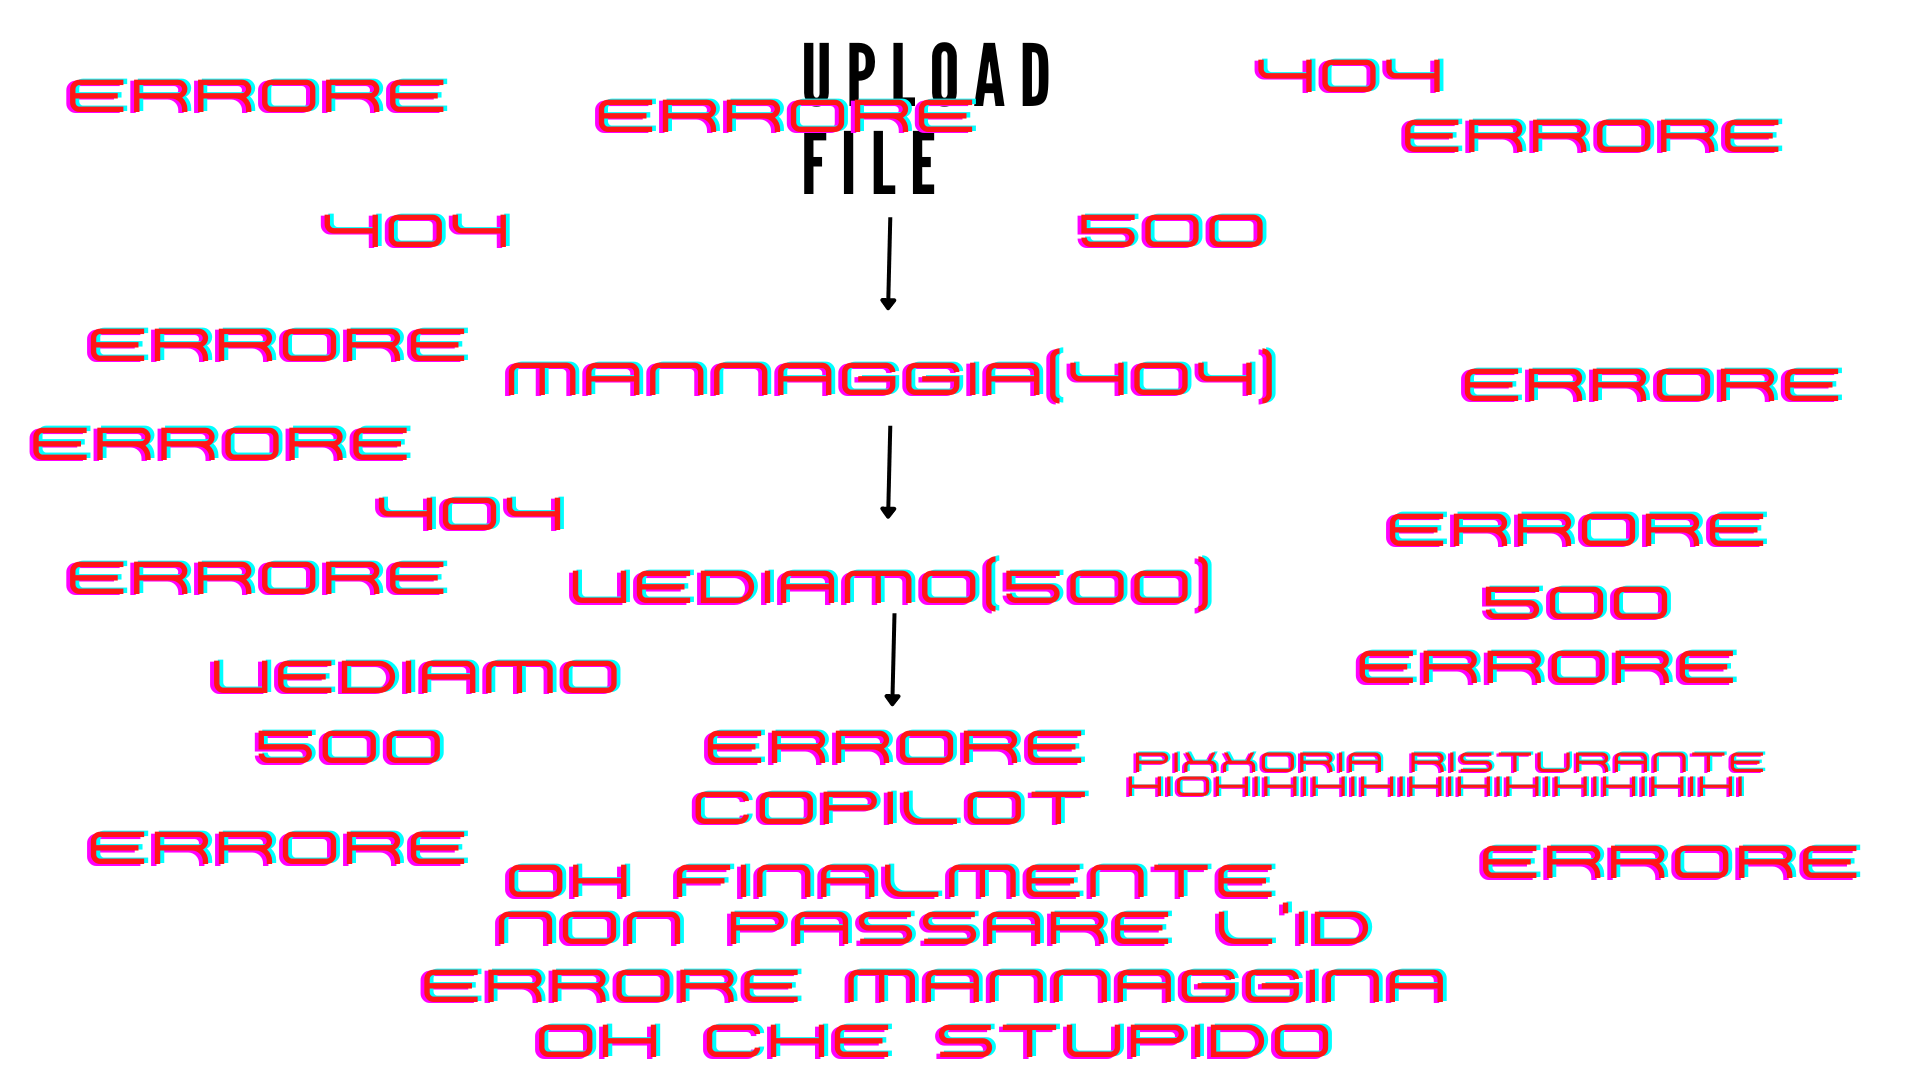 UPLOAD
FILE
ERRORE
ERRORE
404
ERRORE
404
500
ERRORE
MANNAGGIA(404)
ERRORE
ERRORE
404
ERRORE
ERRORE
VEDIAMO(500)
500
VEDIAMO
ERRORE
500
ERRORE
COPILOT
PIXXORIA RISTURANTE
HIOHIHIHIHIHIHIHIHIHIHI
ERRORE
ERRORE
OH FINALMENTE,
NON PASSARE L'ID
ERRORE MANNAGGINA
OH CHE STUPIDO